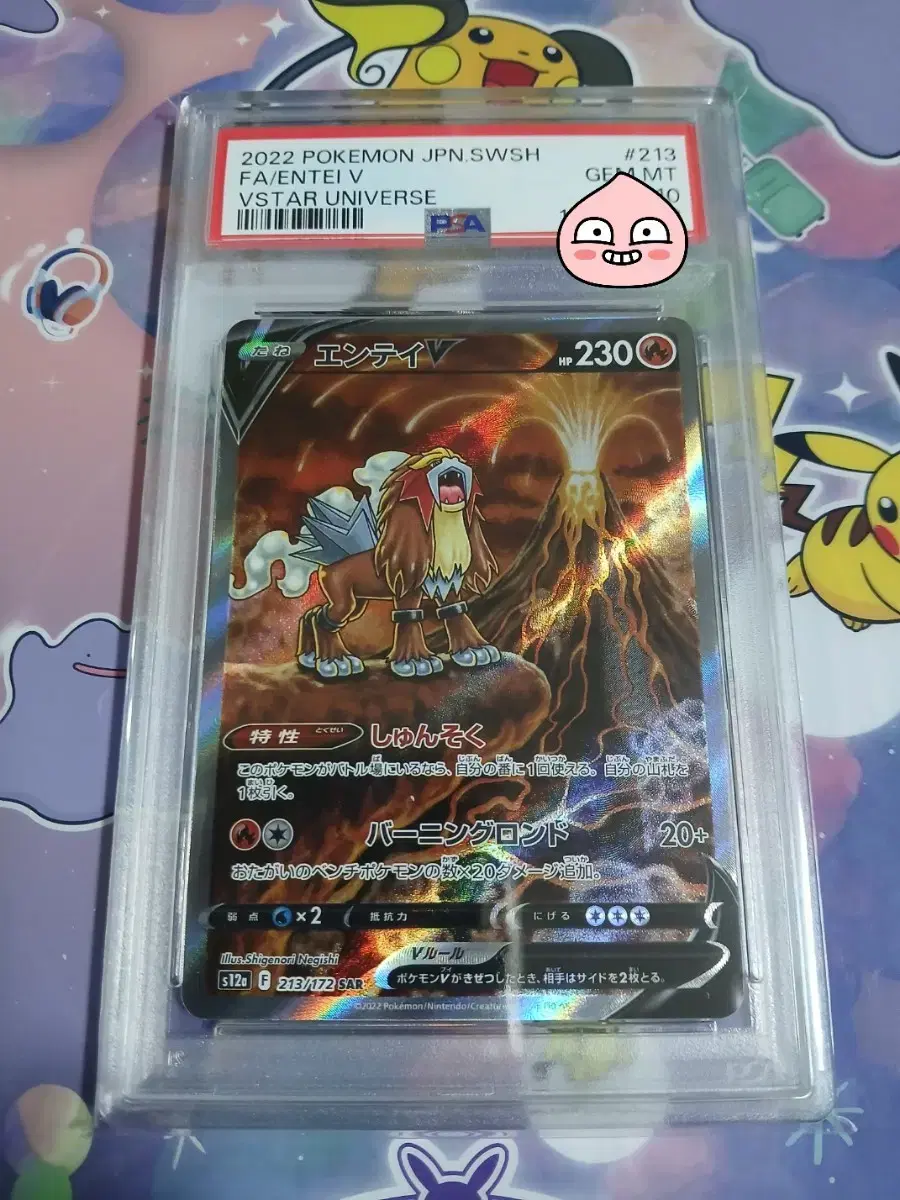 2022 POKEMON JPN.SWSH #213
FA/ENTEI V GEM MT
VSTAR UNIVERSE 10
PSA
たね エンテイV HP 230
特性 とくせい しゅんそく
このポケモンがバトル場にいるなら、自分の番に1回使える。自分の山札を
1枚引く。
バーニングロンド 20+
おたがいのベンチポケモンの数×20ダメージ追加。
弱点 ×2 抵抗力 にげる
Illus.Shigenori Negishi
Vルール
ポケモンVがきぜつしたとき、相手はサイドを2枚とる。
s12a F 213/172 SAR
©2022 Pokémon/Nintendo/Creatu